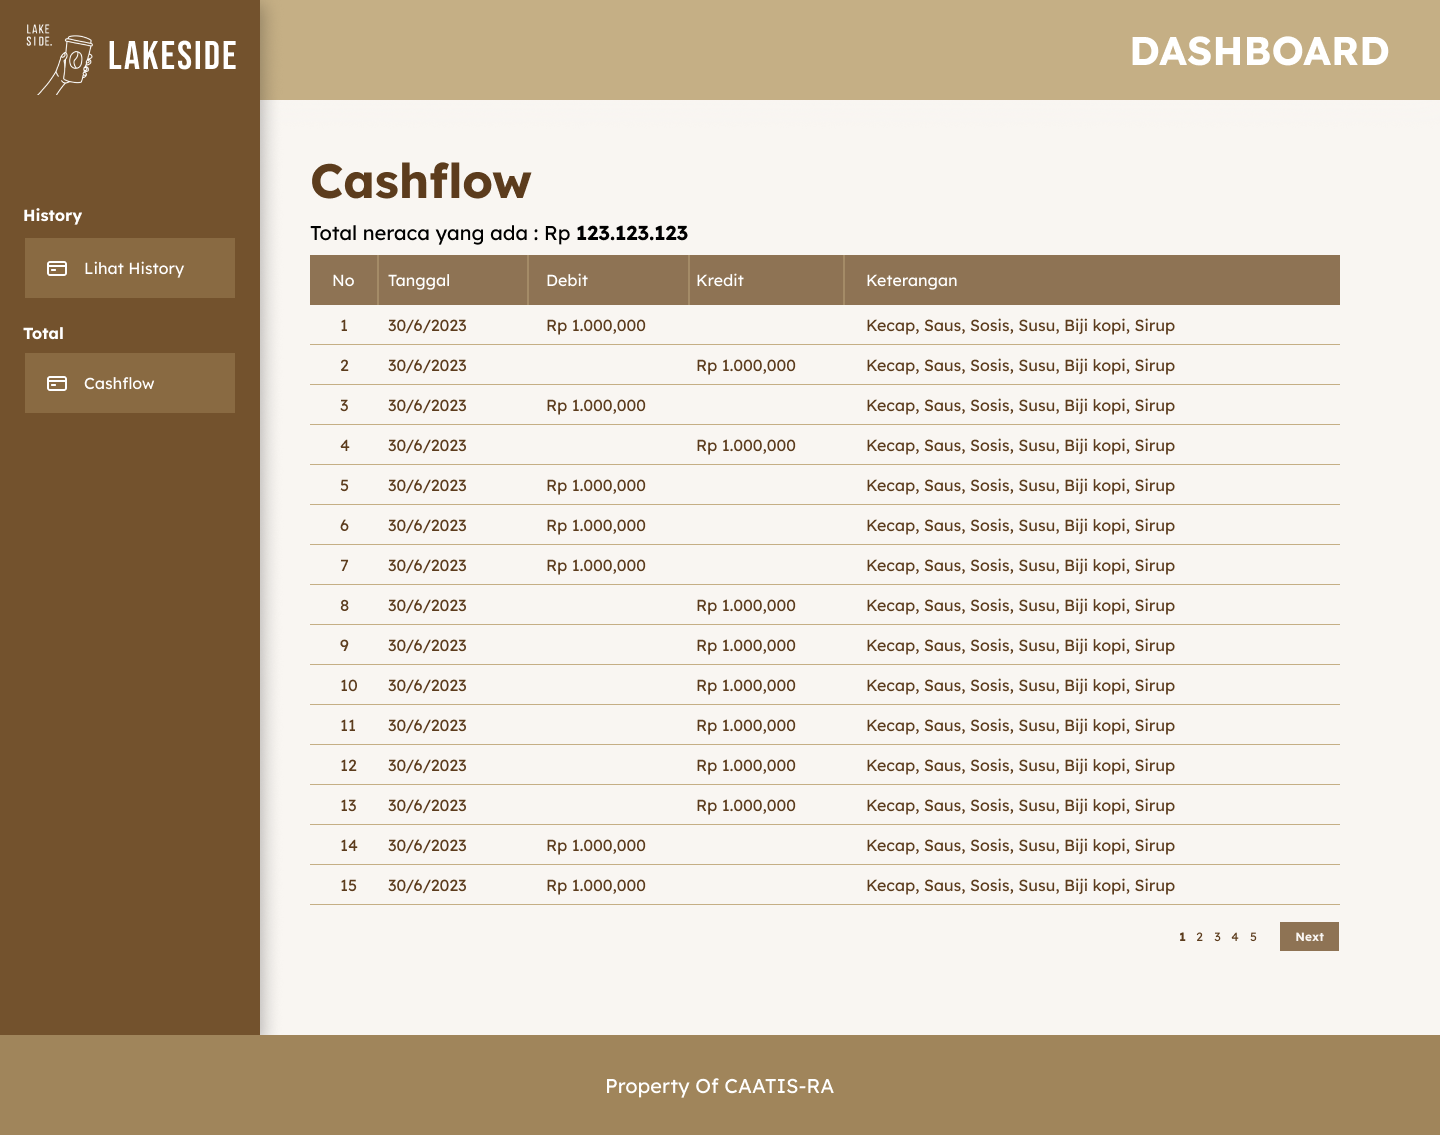 LAKE
SIDE.
LAKESIDE
DASHBOARD
History
Lihat History
Total
Cashflow
Cashflow
Total neraca yang ada : Rp 123.123.123
No Tanggal Debit Kredit Keterangan
1 30/6/2023 Rp 1.000,000 Kecap, Saus, Sosis, Susu, Biji kopi, Sirup
2 30/6/2023 Rp 1.000,000 Kecap, Saus, Sosis, Susu, Biji kopi, Sirup
3 30/6/2023 Rp 1.000,000 Kecap, Saus, Sosis, Susu, Biji kopi, Sirup
4 30/6/2023 Rp 1.000,000 Kecap, Saus, Sosis, Susu, Biji kopi, Sirup
5 30/6/2023 Rp 1.000,000 Kecap, Saus, Sosis, Susu, Biji kopi, Sirup
6 30/6/2023 Rp 1.000,000 Kecap, Saus, Sosis, Susu, Biji kopi, Sirup
7 30/6/2023 Rp 1.000,000 Kecap, Saus, Sosis, Susu, Biji kopi, Sirup
8 30/6/2023 Rp 1.000,000 Kecap, Saus, Sosis, Susu, Biji kopi, Sirup
9 30/6/2023 Rp 1.000,000 Kecap, Saus, Sosis, Susu, Biji kopi, Sirup
10 30/6/2023 Rp 1.000,000 Kecap, Saus, Sosis, Susu, Biji kopi, Sirup
11 30/6/2023 Rp 1.000,000 Kecap, Saus, Sosis, Susu, Biji kopi, Sirup
12 30/6/2023 Rp 1.000,000 Kecap, Saus, Sosis, Susu, Biji kopi, Sirup
13 30/6/2023 Rp 1.000,000 Kecap, Saus, Sosis, Susu, Biji kopi, Sirup
14 30/6/2023 Rp 1.000,000 Kecap, Saus, Sosis, Susu, Biji kopi, Sirup
15 30/6/2023 Rp 1.000,000 Kecap, Saus, Sosis, Susu, Biji kopi, Sirup
1 2 3 4 5 Next
Property Of CAATIS-RA